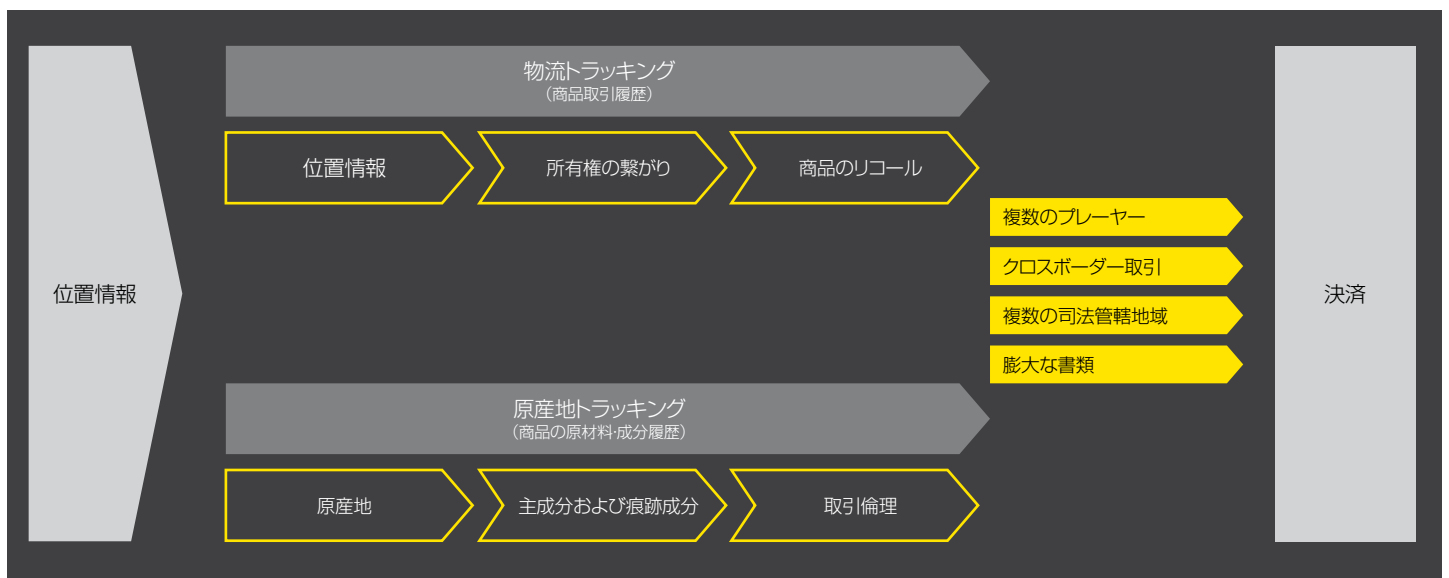 位置情報
物流トラッキング
（商品取引履歴）
位置情報
所有権の繋がり
商品のリコール
複数のプレーヤー
クロスボーダー取引
複数の司法管轄地域
膨大な書類
原産地トラッキング
（商品の原材料・成分履歴）
原産地
主成分および痕跡成分
取引倫理
決済